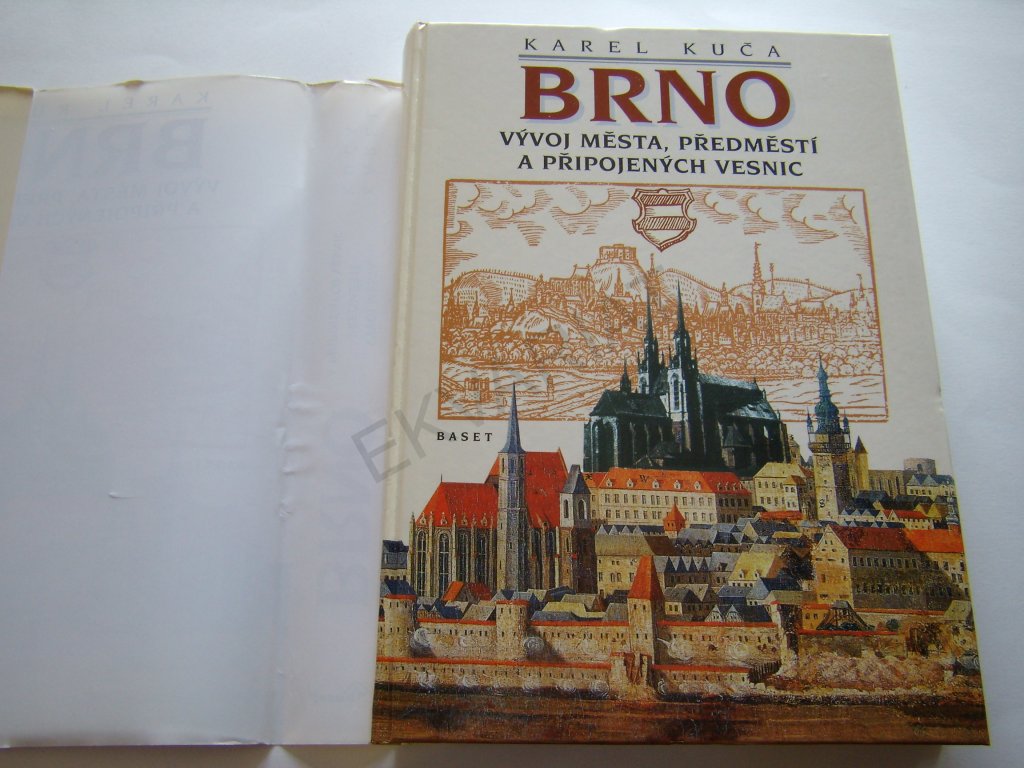 KAREL KUČA
BRNO
VÝVOJ MĚSTA, PŘEDMĚSTÍ
A PŘIPOJENÝCH VESNIC
BASET